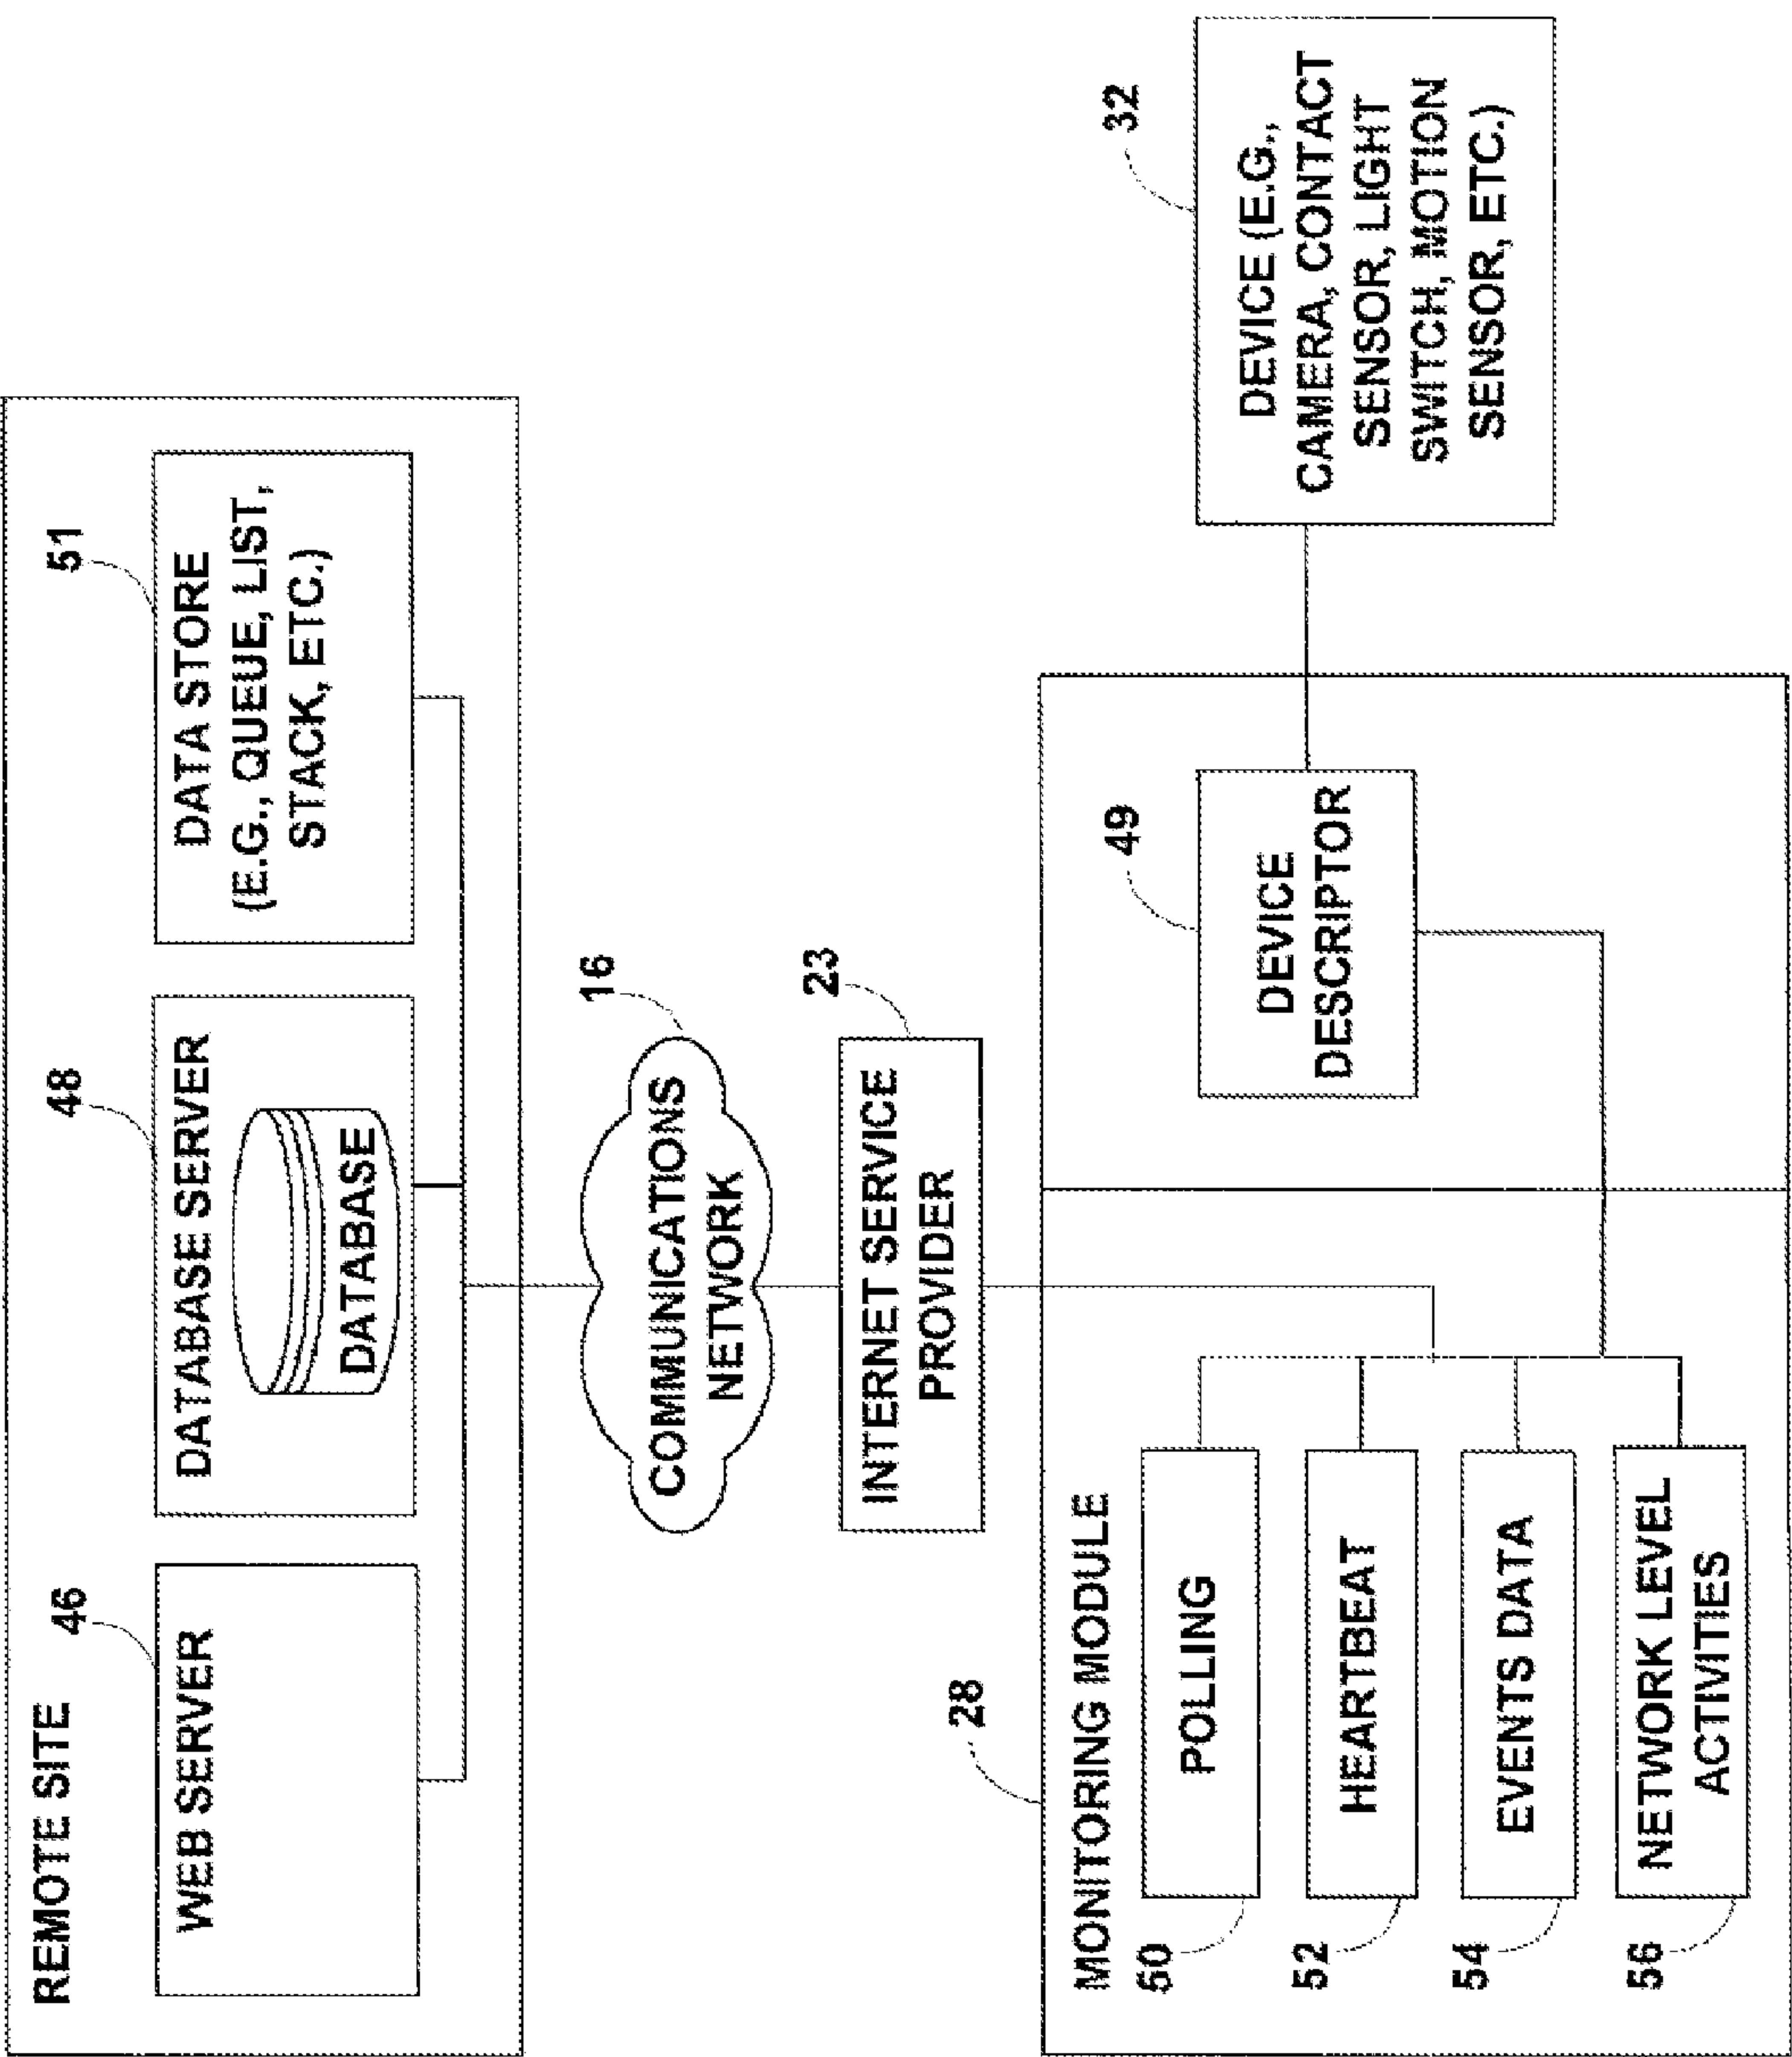 REMOTE SITE
46
WEB SERVER
48
DATABASE SERVER
DATABASE
51
DATA STORE
(E.G., QUEUE, LIST,
STACK, ETC.)
16
COMMUNICATIONS
NETWORK
23
INTERNET SERVICE
PROVIDER
28
MONITORING MODULE
50
POLLING
52
HEARTBEAT
54
EVENTS DATA
56
NETWORK LEVEL
ACTIVITIES
49
DEVICE
DESCRIPTOR
32
DEVICE (E.G.,
CAMERA, CONTACT
SENSOR, LIGHT
SWITCH, MOTION
SENSOR, ETC.)